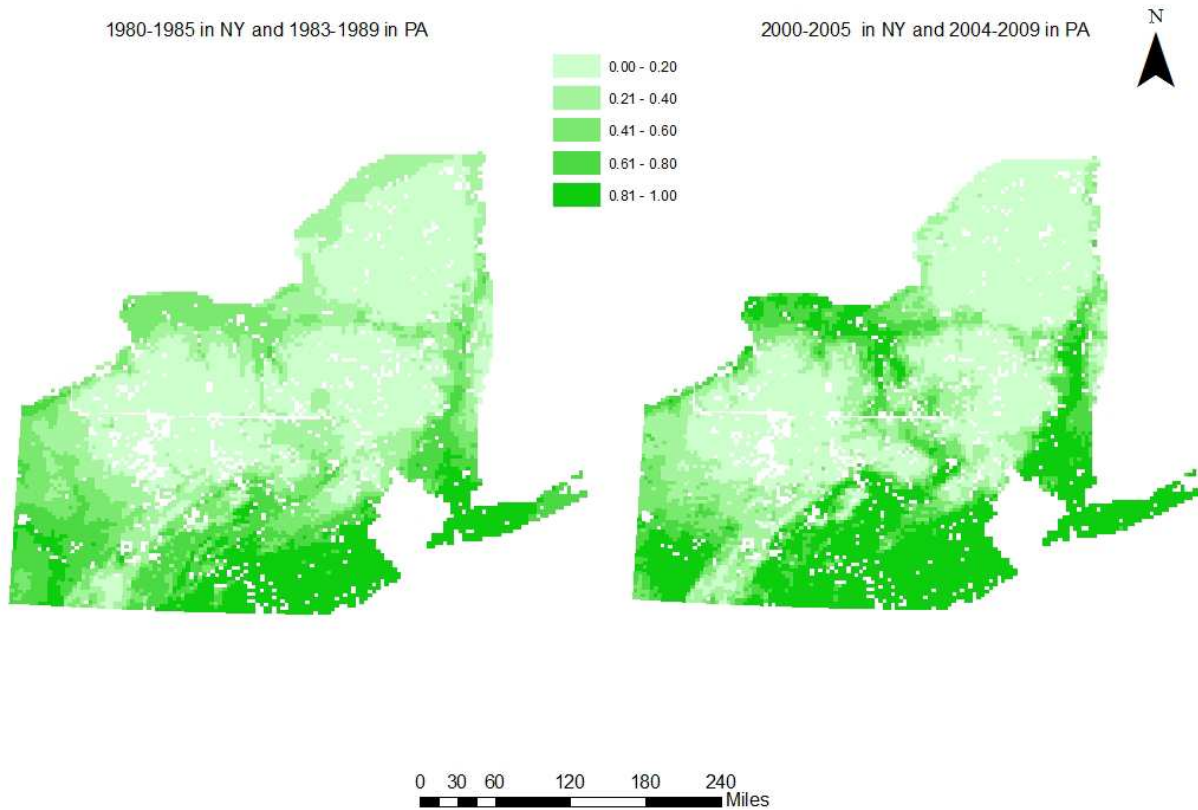 1980-1985 in NY and 1983-1989 in PA
2000-2005 in NY and 2004-2009 in PA
N
0.00 - 0.20
0.21 - 0.40
0.41 - 0.60
0.61 - 0.80
0.81 - 1.00
0 30 60 120 180 240
Miles